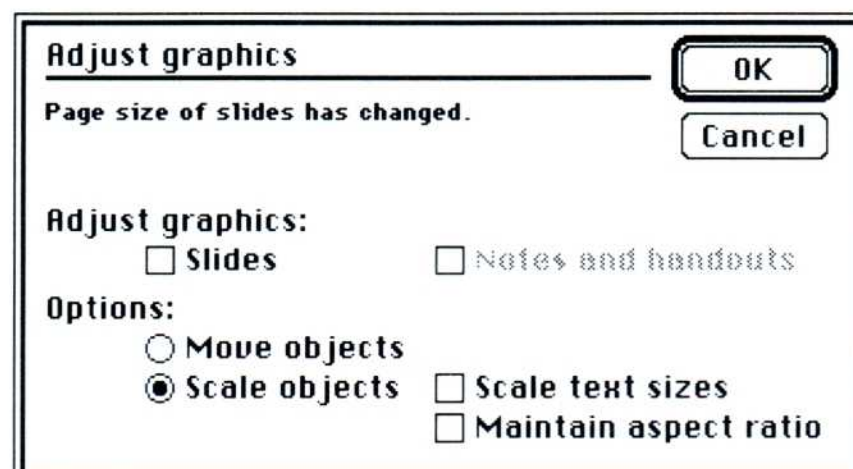 Adjust graphics
OK
Page size of slides has changed.
Cancel
Adjust graphics:
Slides
Notes and handouts
Options:
Move objects
Scale objects
Scale text sizes
Maintain aspect ratio